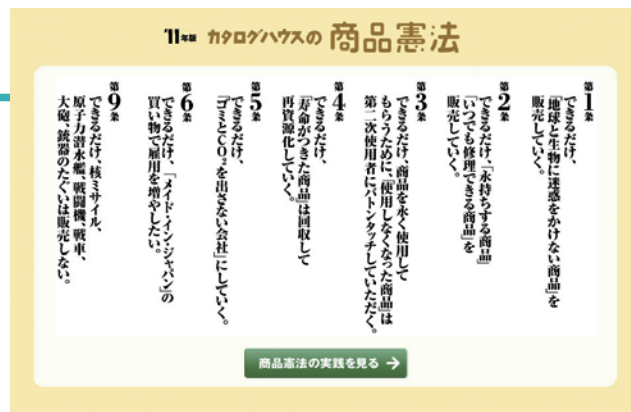 '11年版 カタログハウスの 商品憲法
第1条
できるだけ、
「地球と生物に迷惑をかけない商品」を
販売していく。
第2条
できるだけ、「永持ちする商品」
「いつでも修理できる商品」を
販売していく。
第3条
できるだけ、商品を永く使用して
もらうために、「使用しなくなった商品」は
第二次使用者にバトンタッチしていただく。
第4条
できるだけ、
「寿命がつきた商品」は回収して
再資源化していく。
第5条
できるだけ、
「ゴミとCO2を出さない会社」にしていく。
第6条
できるだけ、「メイド・イン・ジャパン」の
買い物で雇用を増やしたい。
第9条
できるだけ、核ミサイル、
原子力潜水艦、戦闘機、戦車、
大砲、銃器のたぐいは販売しない。
商品憲法の実践を見る →